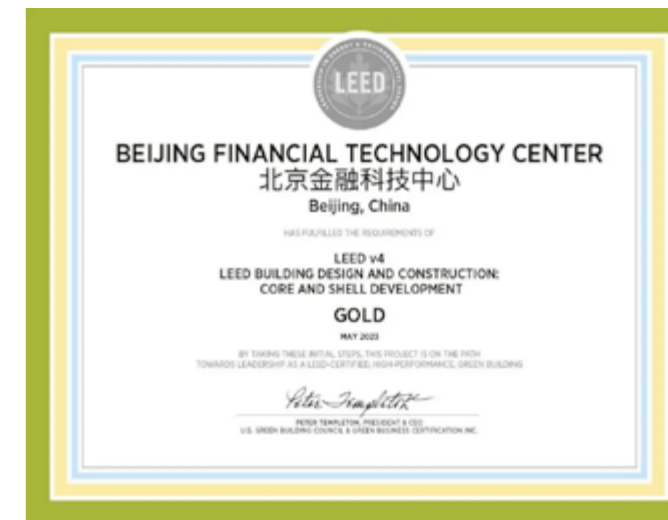 LEED
BEIJING FINANCIAL TECHNOLOGY CENTER
北京金融科技中心
Beijing, China
HAS FULFILLED THE REQUIREMENTS OF
LEED v4
LEED BUILDING DESIGN AND CONSTRUCTION:
CORE AND SHELL DEVELOPMENT
GOLD
MAY 2023
BY TAKING THESE INITIAL STEPS, THIS PROJECT IS ON THE PATH
TOWARDS LEADERSHIP AS A LEED-CERTIFIED, HIGH-PERFORMANCE, GREEN BUILDING
Peter Templeton
PETER TEMPLETON, PRESIDENT & CEO
U.S. GREEN BUILDING COUNCIL & GREEN BUSINESS CERTIFICATION INC.